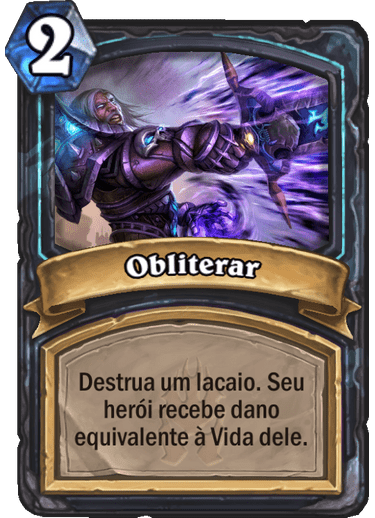 2
Obliterar
Destrua um lacaio. Seu
herói recebe dano
equivalente à Vida dele.